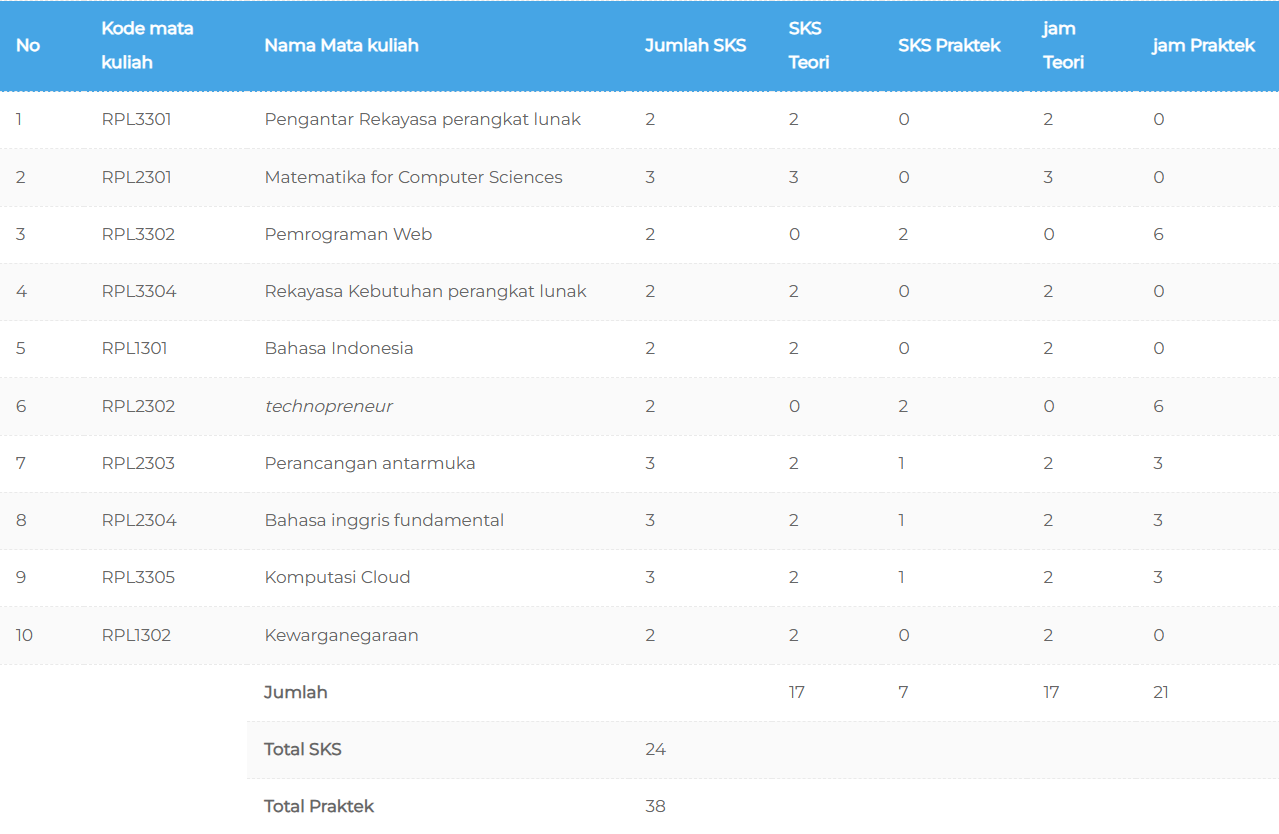 No Kode mata kuliah Nama Mata kuliah Jumlah SKS SKS Teori SKS Praktek jam Teori jam Praktek
1 RPL3301 Pengantar Rekayasa perangkat lunak 2 2 0 2 0
2 RPL2301 Matematika for Computer Sciences 3 3 0 3 0
3 RPL3302 Pemrograman Web 2 0 2 0 6
4 RPL3304 Rekayasa Kebutuhan perangkat lunak 2 2 0 2 0
5 RPL1301 Bahasa Indonesia 2 2 0 2 0
6 RPL2302 technopreneur 2 0 2 0 6
7 RPL2303 Perancangan antarmuka 3 2 1 2 3
8 RPL2304 Bahasa inggris fundamental 3 2 1 2 3
9 RPL3305 Komputasi Cloud 3 2 1 2 3
10 RPL1302 Kewarganegaraan 2 2 0 2 0
Jumlah 17 7 17 21
Total SKS 24
Total Praktek 38